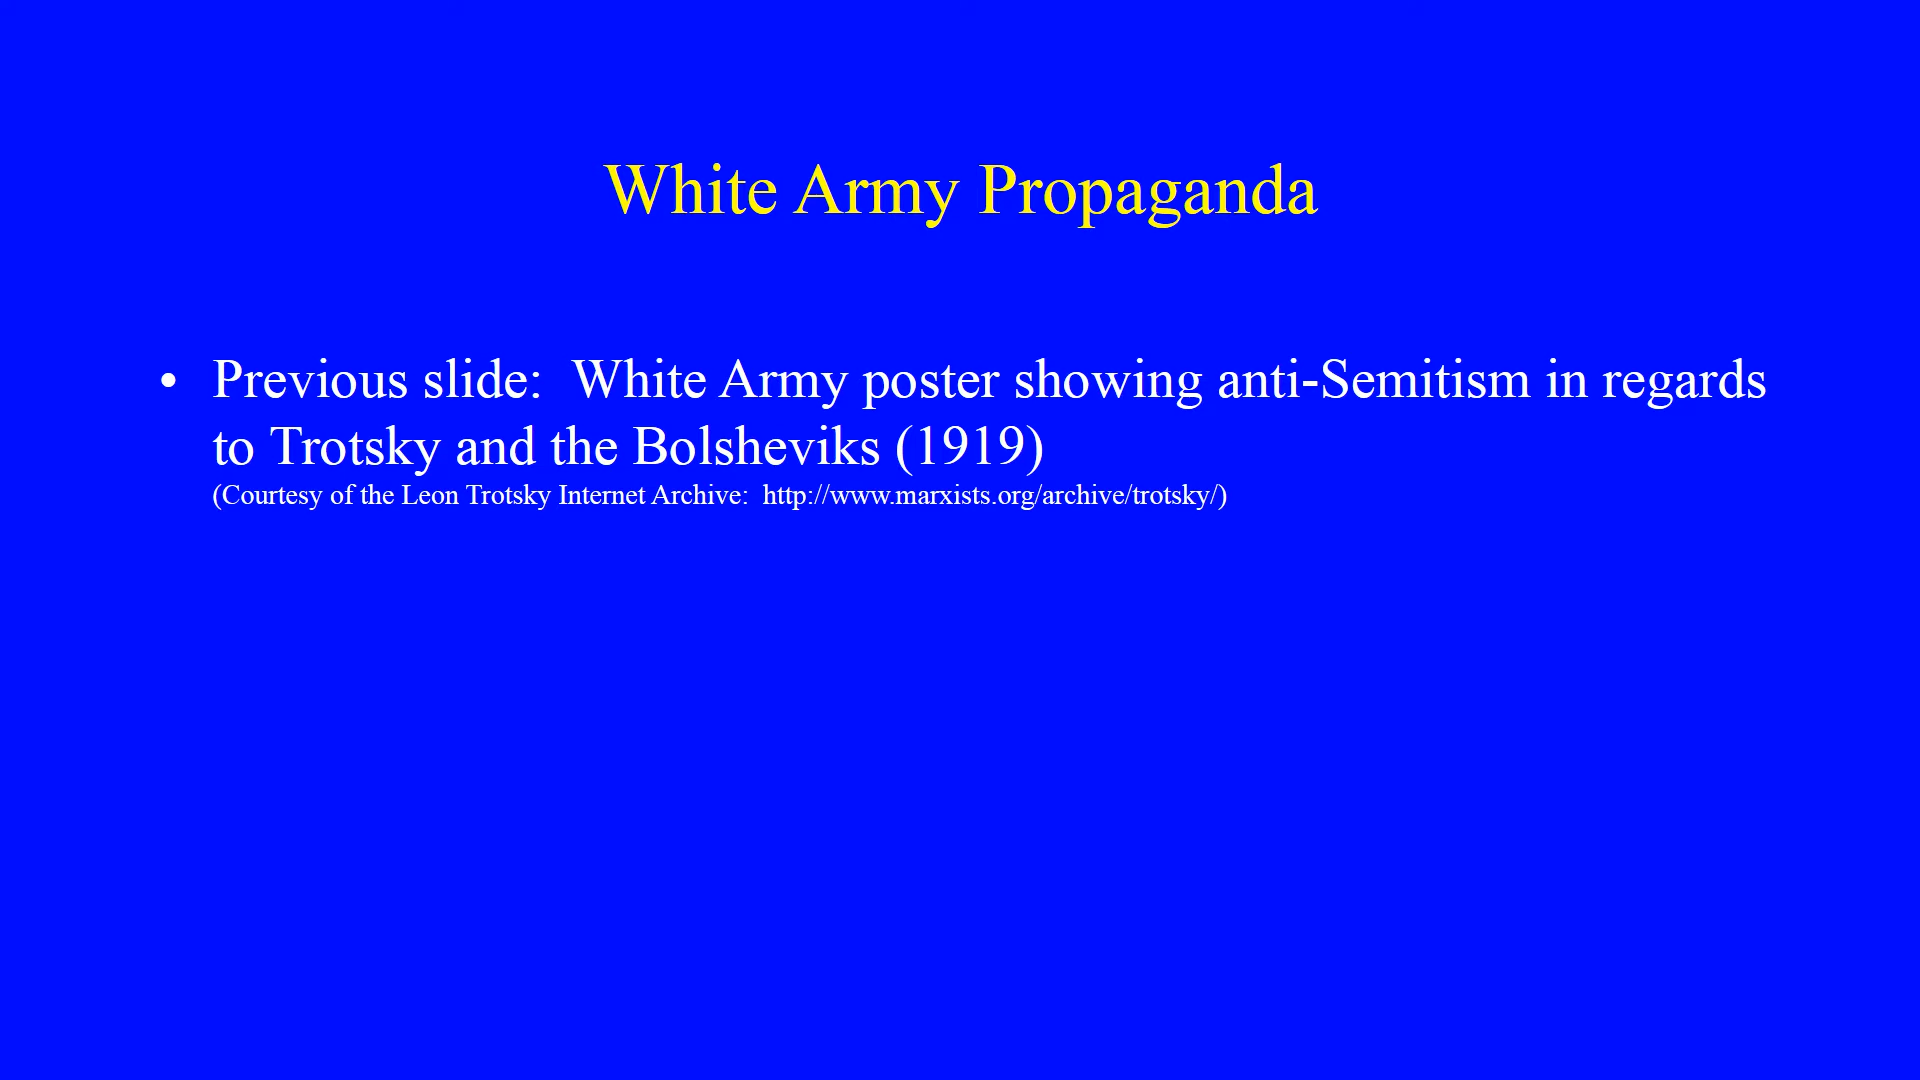 White Army Propaganda
• Previous slide:  White Army poster showing anti-Semitism in regards
to Trotsky and the Bolsheviks (1919)
(Courtesy of the Leon Trotsky Internet Archive:  http://www.marxists.org/archive/trotsky/)